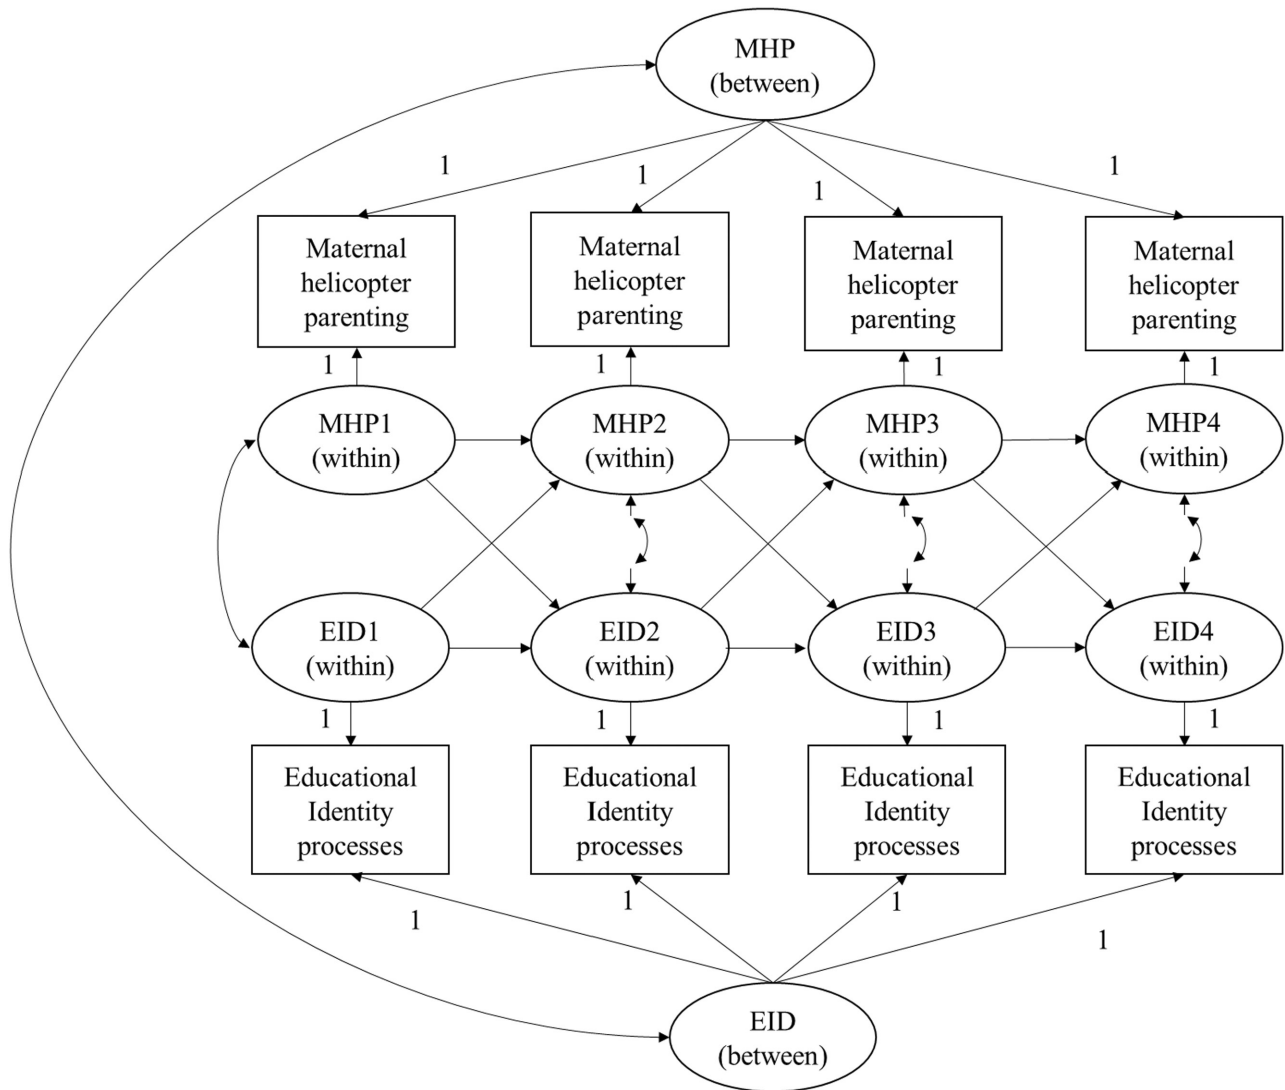 MHP
(between)
1
1
1
1
Maternal
helicopter
parenting
Maternal
helicopter
parenting
Maternal
helicopter
parenting
Maternal
helicopter
parenting
1
1
1
1
MHP1
(within)
MHP2
(within)
MHP3
(within)
MHP4
(within)
EID1
(within)
EID2
(within)
EID3
(within)
EID4
(within)
1
1
1
1
Educational
Identity
processes
Educational
Identity
processes
Educational
Identity
processes
Educational
Identity
processes
1
1
1
1
EID
(between)